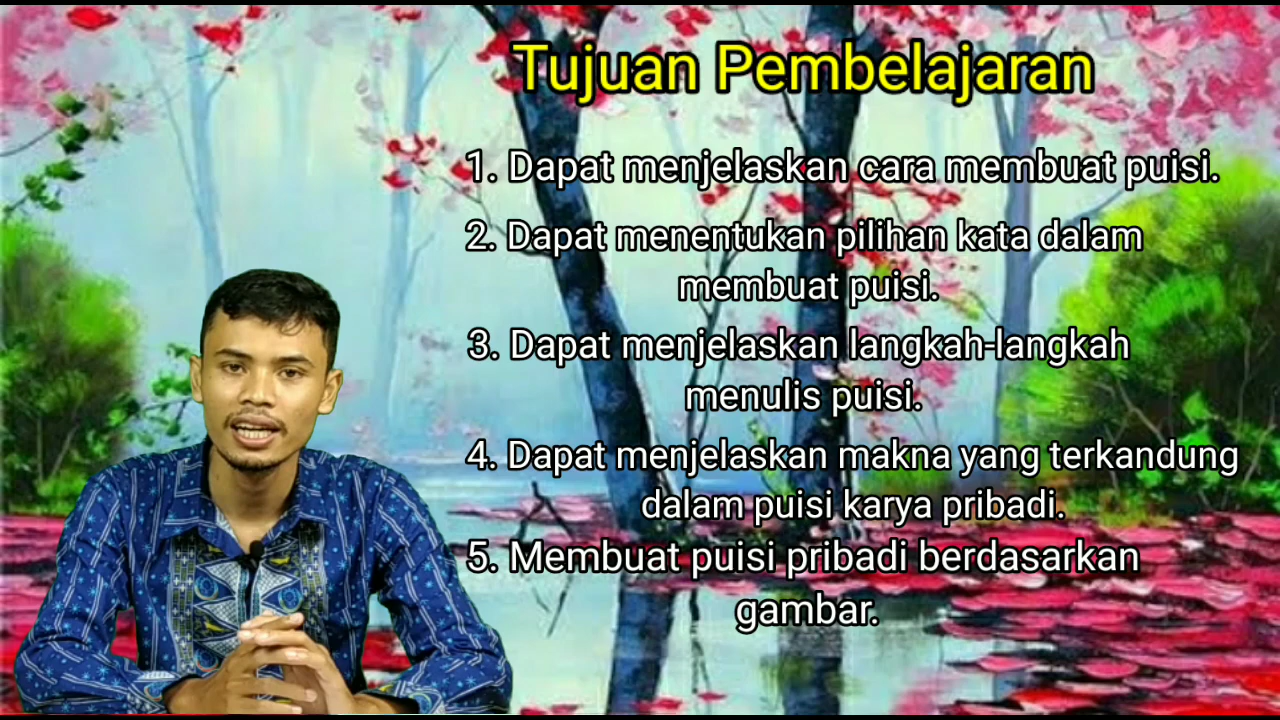 Tujuan Pembelajaran
1. Dapat menjelaskan cara membuat puisi.
2. Dapat menentukan pilihan kata dalam
membuat puisi.
3. Dapat menjelaskan langkah-langkah
menulis puisi.
4. Dapat menjelaskan makna yang terkandung
dalam puisi karya pribadi.
5. Membuat puisi pribadi berdasarkan
gambar.